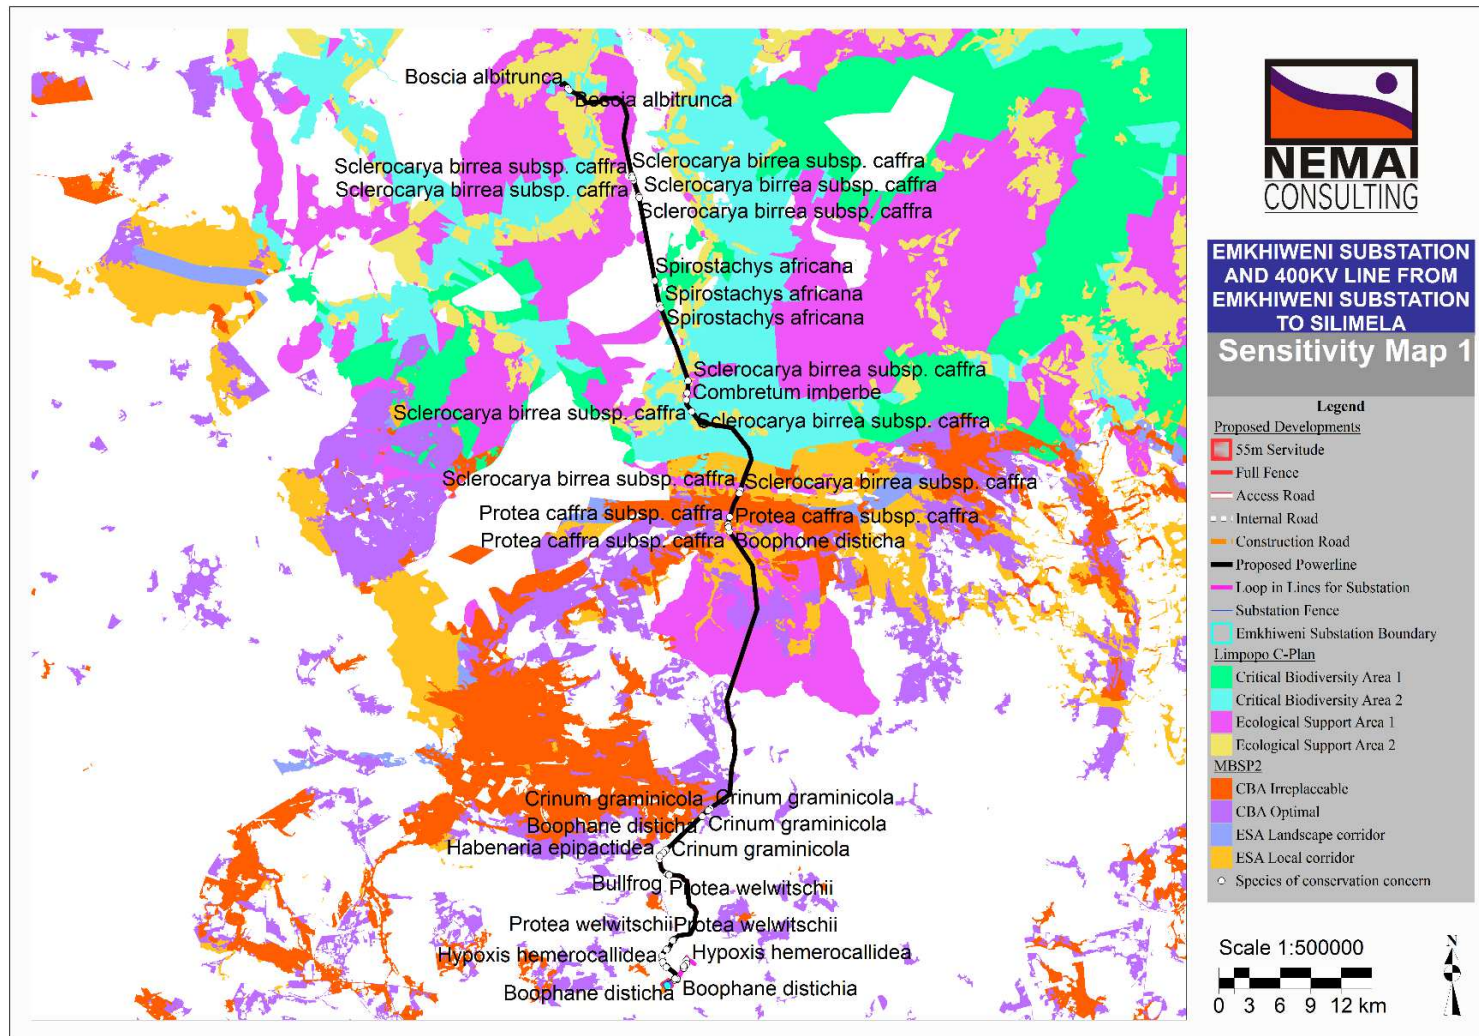 Boscia albitrunca
Boscia albitrunca
Sclerocarya birrea subsp. caffra
Sclerocarya birrea subsp. caffra
Sclerocarya birrea subsp. caffra
Sclerocarya birrea subsp. caffra
Sclerocarya birrea subsp. caffra
Spirostachys africana
Spirostachys africana
Spirostachys africana
Sclerocarya birrea subsp. caffra
Combretum imberbe
Sclerocarya birrea subsp. caffra
Sclerocarya birrea subsp. caffra
Sclerocarya birrea subsp. caffra
Sclerocarya birrea subsp. caffra
Protea caffra subsp. caffra
Protea caffra subsp. caffra
Protea caffra subsp. caffra
Boophone disticha
Crinum graminicola
Crinum graminicola
Boophane disticha
Crinum graminicola
Habenaria epipactidea
Crinum graminicola
Bullfrog
Protea welwitschii
Protea welwitschii
Protea welwitschii
Hypoxis hemerocallidea
Hypoxis hemerocallidea
Boophane disticha
Boophane distichia
NEMAI
CONSULTING
EMKHIWENI SUBSTATION
AND 400KV LINE FROM
EMKHIWENI SUBSTATION
TO SILIMELA
Sensitivity Map 1
Legend
Proposed Developments
55m Servitude
Full Fence
Access Road
Internal Road
Construction Road
Proposed Powerline
Loop in Lines for Substation
Substation Fence
Emkhiweni Substation Boundary
Limpopo C-Plan
Critical Biodiversity Area 1
Critical Biodiversity Area 2
Ecological Support Area 1
Ecological Support Area 2
MBSP2
CBA Irreplaceable
CBA Optimal
ESA Landscape corridor
ESA Local corridor
Species of conservation concern
Scale 1:500000
0 3 6 9 12 km
N